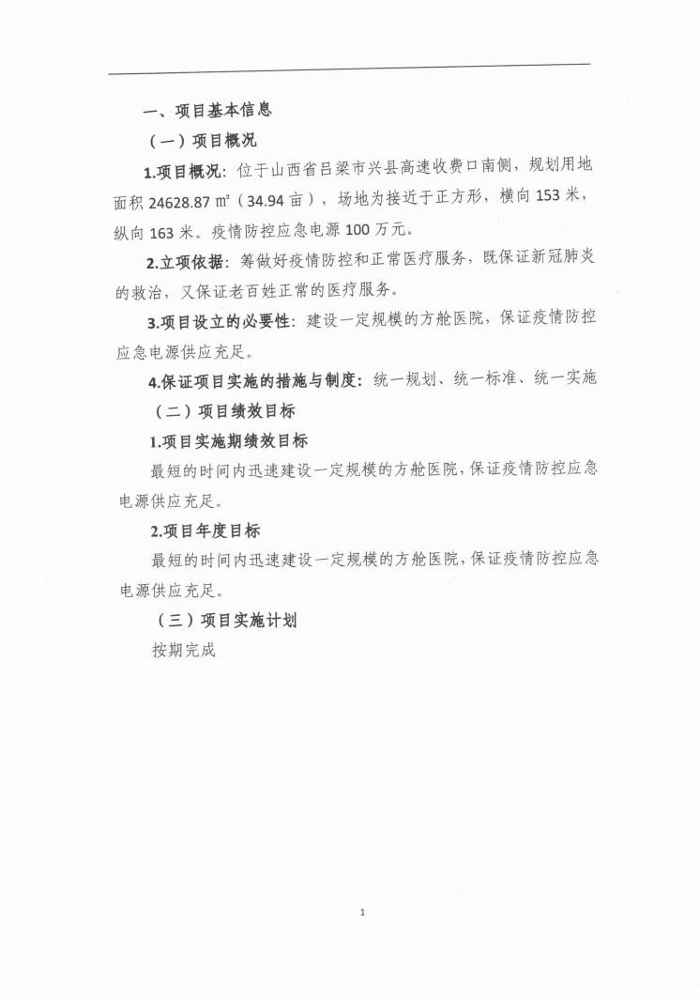 一、项目基本信息
（一）项目概况
1.项目概况：位于山西省吕梁市兴县高速收费口南侧，规划用地
面积 24628.87 ㎡（34.94 亩），场地为接近于正方形，横向 153 米，
纵向 163 米。疫情防控应急电源 100 万元。
2.立项依据：筹做好疫情防控和正常医疗服务，既保证新冠肺炎
的救治，又保证老百姓正常的医疗服务。
3.项目设立的必要性：建设一定规模的方舱医院，保证疫情防控
应急电源供应充足。
4.保证项目实施的措施与制度：统一规划、统一标准、统一实施
（二）项目绩效目标
1.项目实施期绩效目标
最短的时间内迅速建设一定规模的方舱医院，保证疫情防控应急
电源供应充足。
2.项目年度目标
最短的时间内迅速建设一定规模的方舱医院，保证疫情防控应急
电源供应充足。
（三）项目实施计划
按期完成
1